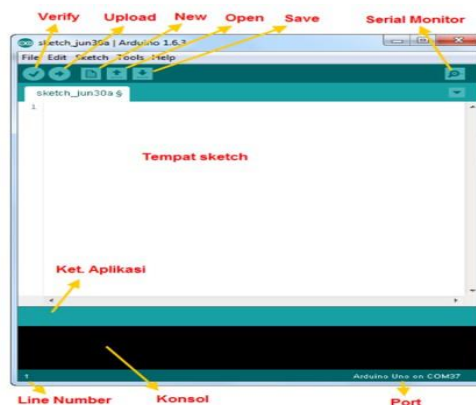 Verify Upload New Open Save Serial Monitor
sketch_jun30a | Arduino 1.6.3
File Edit Sketch Tools Help
sketch_jun30a §
1
Tempat sketch
Ket. Aplikasi
1 Arduino Uno on COM37
Line Number Konsol Port